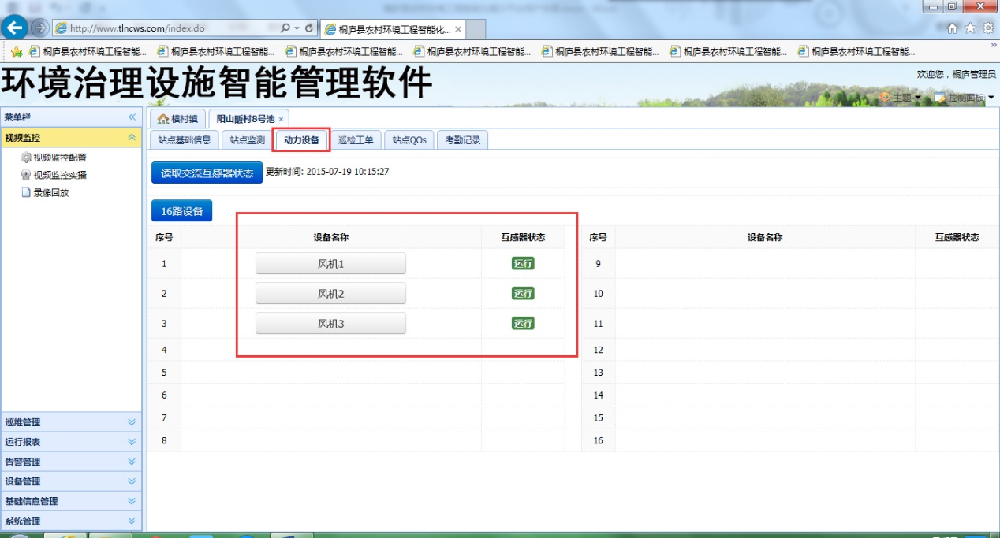 http://www.tlncws.com/index.do
桐庐县农村环境工程智能化...
桐庐县农村环境工程智能... 桐庐县农村环境工程智能... 桐庐县农村环境工程智能... 桐庐县农村环境工程智能... 桐庐县农村环境工程智能... 桐庐县农村环境工程智能... 桐庐县农村环境工程智能...
环境治理设施智能管理软件
欢迎您，桐庐管理员
主题 控制面板
菜单栏
视频监控
视频监控配置
视频监控实播
录像回放
巡维管理
运行报表
告警管理
设备管理
基础信息管理
系统管理
横村镇 阳山畈村8号池
站点基础信息 站点监测 动力设备 巡检工单 站点QOs 考勤记录
读取交流互感器状态 更新时间: 2015-07-19 10:15:27
16路设备
序号 设备名称 互感器状态 序号 设备名称 互感器状态
1 风机1 运行 9
2 风机2 运行 10
3 风机3 运行 11
4 12
5 13
6 14
7 15
8 16